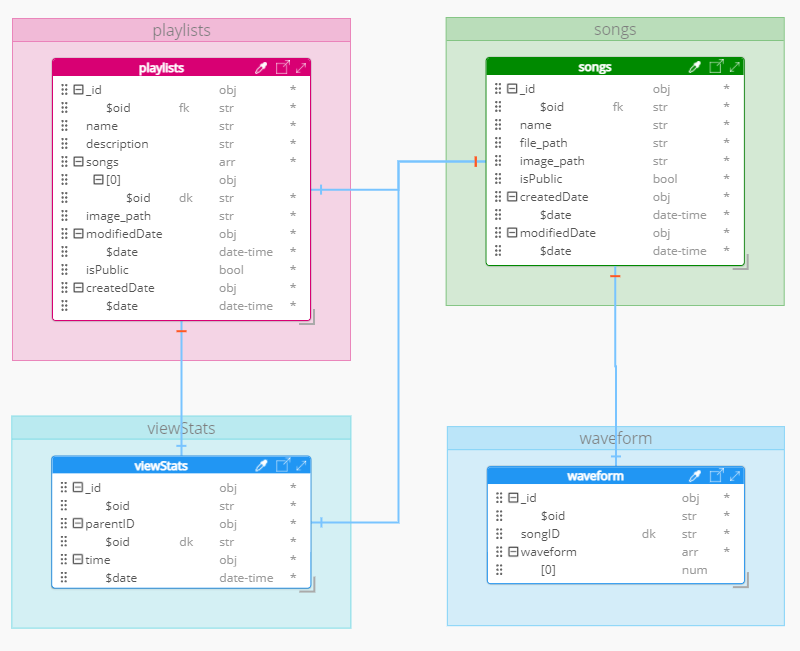 playlists
playlists
_id obj *
$oid fk str *
name str *
description str *
songs arr *
[0] obj
$oid dk str *
image_path str *
modifiedDate obj *
$date date-time *
isPublic bool *
createdDate obj *
$date date-time *
songs
songs
_id obj *
$oid fk str *
name str *
file_path str *
image_path str *
isPublic bool *
createdDate obj *
$date date-time *
modifiedDate obj *
$date date-time *
viewStats
viewStats
_id obj *
$oid str *
parentID obj *
$oid dk str *
time obj *
$date date-time *
waveform
waveform
_id obj *
$oid str *
songID dk str *
waveform arr *
[0] num